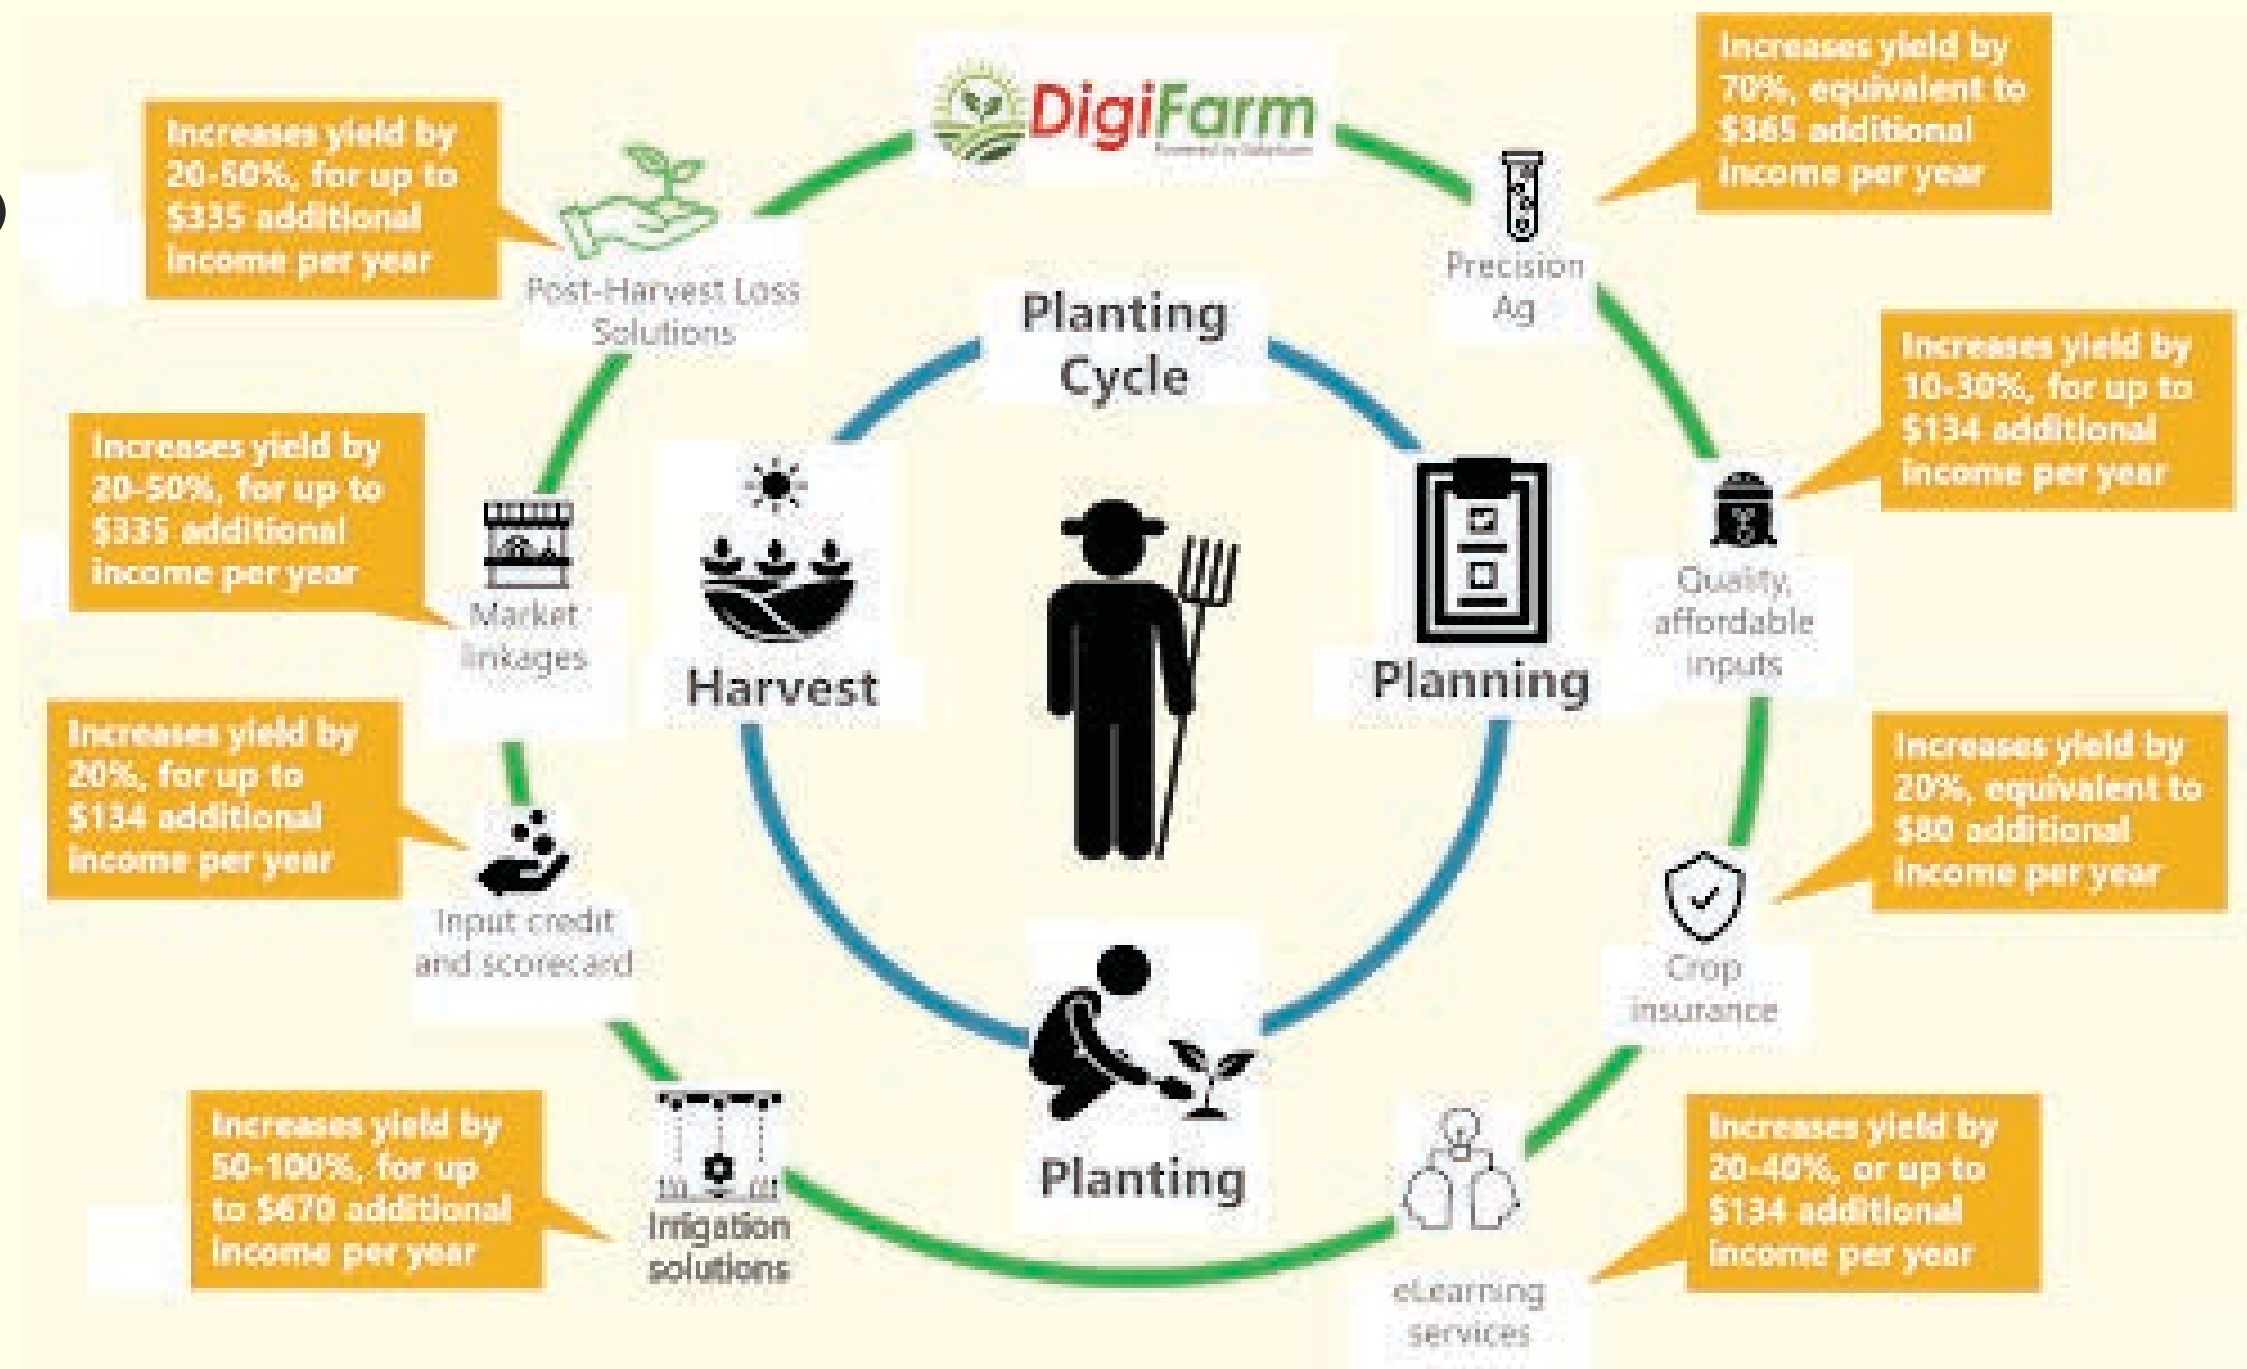 DigiFarm
Increases yield by
70%, equivalent to
$365 additional
income per year
Precision
Ag
Increases yield by
10-30%, for up to
$134 additional
income per year
Quality,
affordable
inputs
Increases yield by
20%, equivalent to
$80 additional
income per year
Crop
insurance
Increases yield by
20-40%, or up to
$134 additional
income per year
eLearning
services
Increases yield by
50-100%, for up
to $670 additional
income per year
Irrigation
solutions
Increases yield by
20%, for up to
$134 additional
income per year
Input credit
and scorecard
Increases yield by
20-50%, for up to
$335 additional
income per year
Market
linkages
Increases yield by
20-50%, for up to
$335 additional
income per year
Post-Harvest Loss
Solutions
Planting
Cycle
Planning
Planting
Harvest